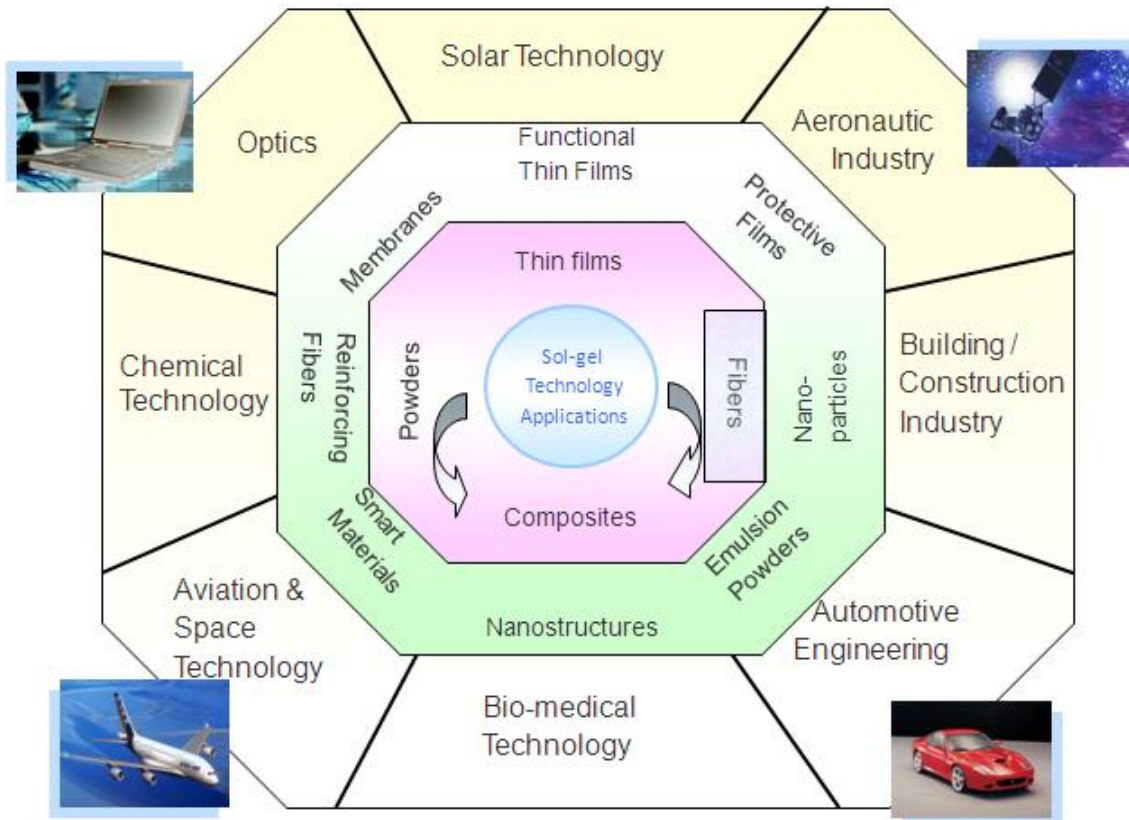 Solar Technology
Optics
Aeronautic
Industry
Functional
Thin Films
Protective
Films
Membranes
Thin films
Chemical
Technology
Reinforcing
Fibers
Powders
Sol-gel
Technology
Applications
Fibers
Nano-
particles
Building /
Construction
Industry
Smart
Materials
Composites
Emulsion
Powders
Aviation &
Space
Technology
Nanostructures
Automotive
Engineering
Bio-medical
Technology